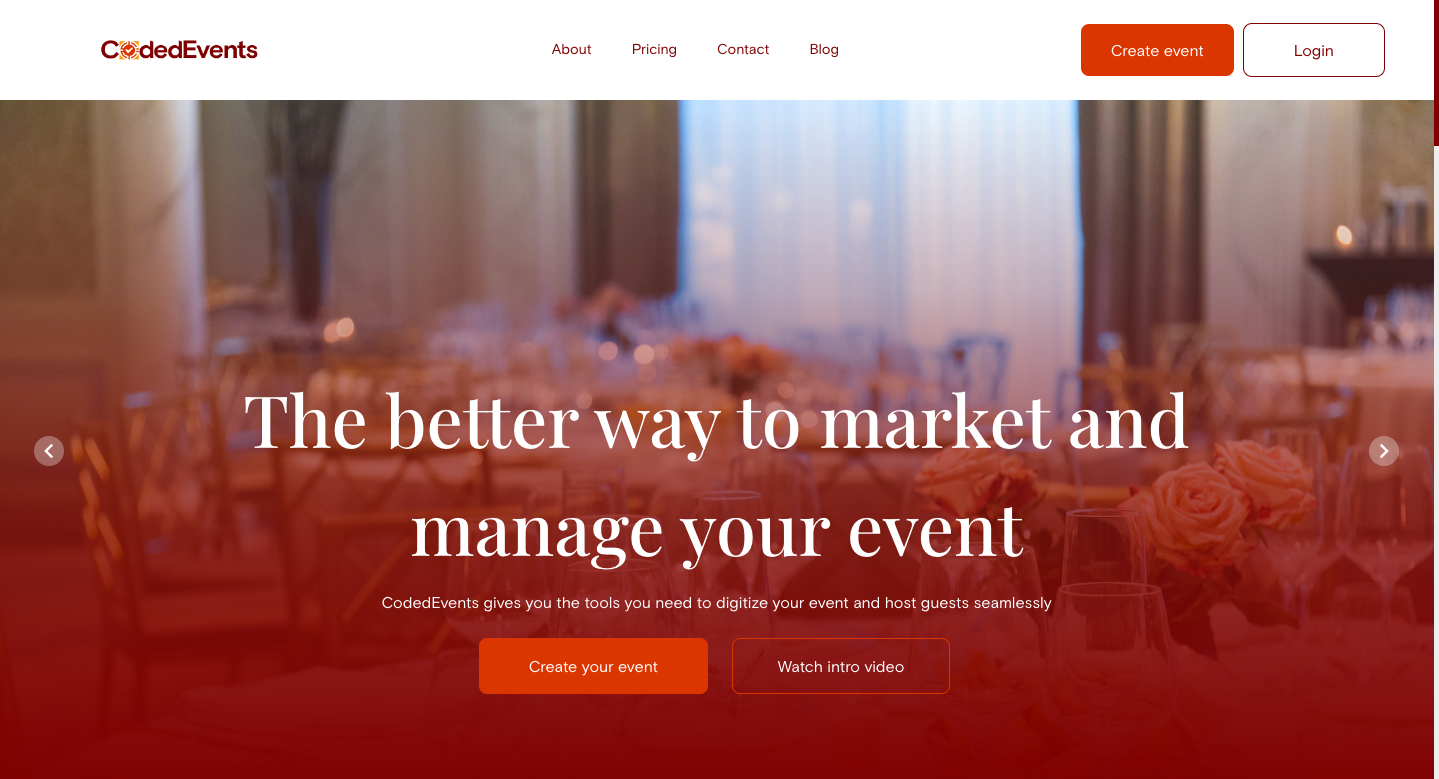 CodedEvents
About
Pricing
Contact
Blog
Create event
Login
The better way to market and
manage your event
CodedEvents gives you the tools you need to digitize your event and host guests seamlessly
Create your event
Watch intro video